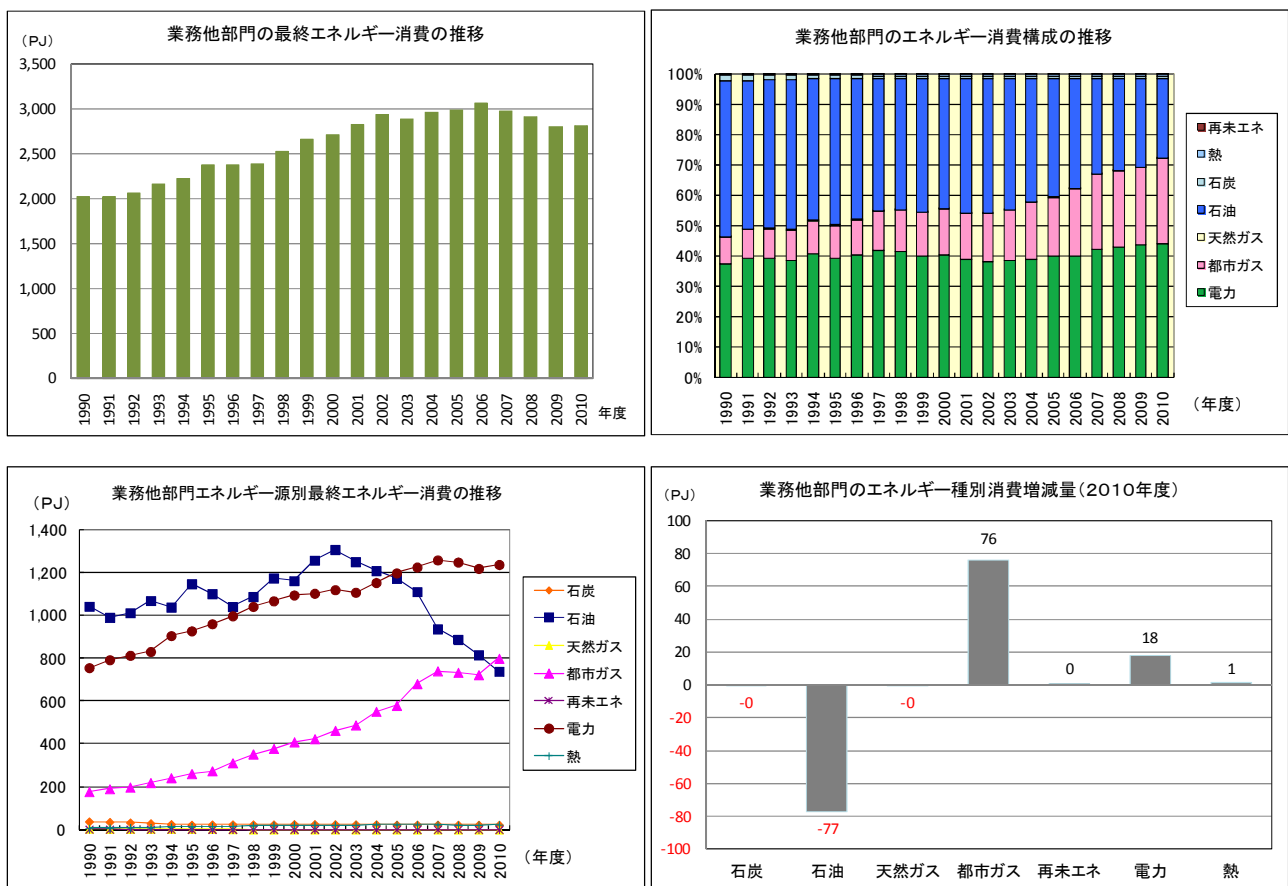 業務他部門の最終エネルギー消費の推移
(PJ)
3,500
3,000
2,500
2,000
1,500
1,000
500
0
1990 1991 1992 1993 1994 1995 1996 1997 1998 1999 2000 2001 2002 2003 2004 2005 2006 2007 2008 2009 2010
年度
業務他部門のエネルギー消費構成の推移
100%
90%
80%
70%
60%
50%
40%
30%
20%
10%
0%
1990 1991 1992 1993 1994 1995 1996 1997 1998 1999 2000 2001 2002 2003 2004 2005 2006 2007 2008 2009 2010
(年度)
再未エネ
熱
石炭
石油
天然ガス
都市ガス
電力
業務他部門エネルギー源別最終エネルギー消費の推移
(PJ)
1,400
1,200
1,000
800
600
400
200
0
1990 1991 1992 1993 1994 1995 1996 1997 1998 1999 2000 2001 2002 2003 2004 2005 2006 2007 2008 2009 2010
(年度)
石炭
石油
天然ガス
都市ガス
再未エネ
電力
熱
業務他部門のエネルギー種別消費増減量(2010年度)
(PJ)
100
80
60
40
20
0
-20
-40
-60
-80
-100
-0
-77
-0
76
0
18
1
石炭 石油 天然ガス 都市ガス 再未エネ 電力 熱